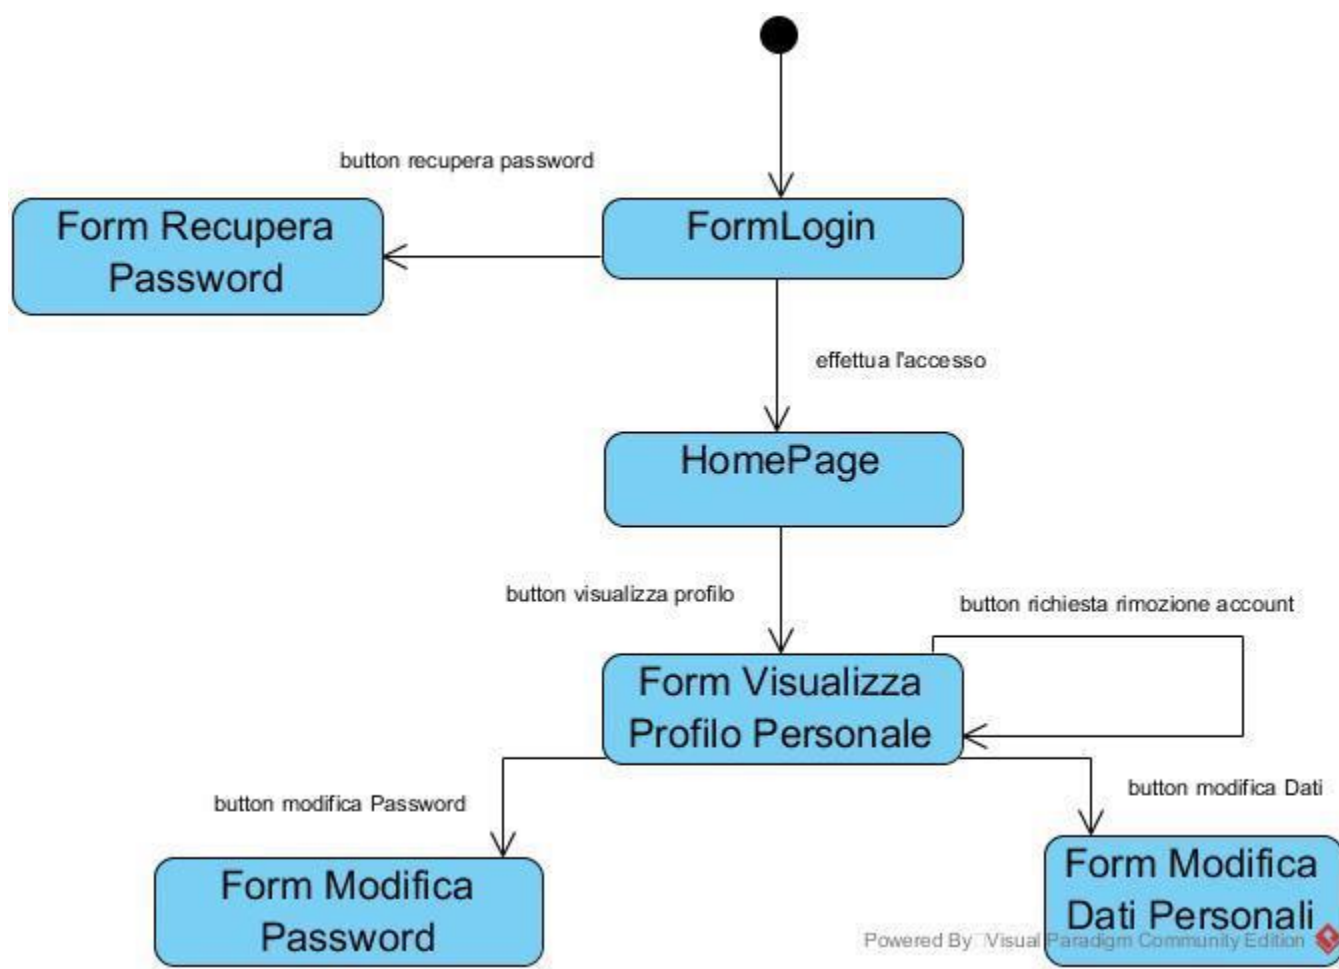 button recupera password
Form Recupera
Password
FormLogin
effettua l'accesso
HomePage
button visualizza profilo
button richiesta rimozione account
Form Visualizza
Profilo Personale
button modifica Password
button modifica Dati
Form Modifica
Password
Form Modifica
Dati Personali
Powered By Visual Paradigm Community Edition